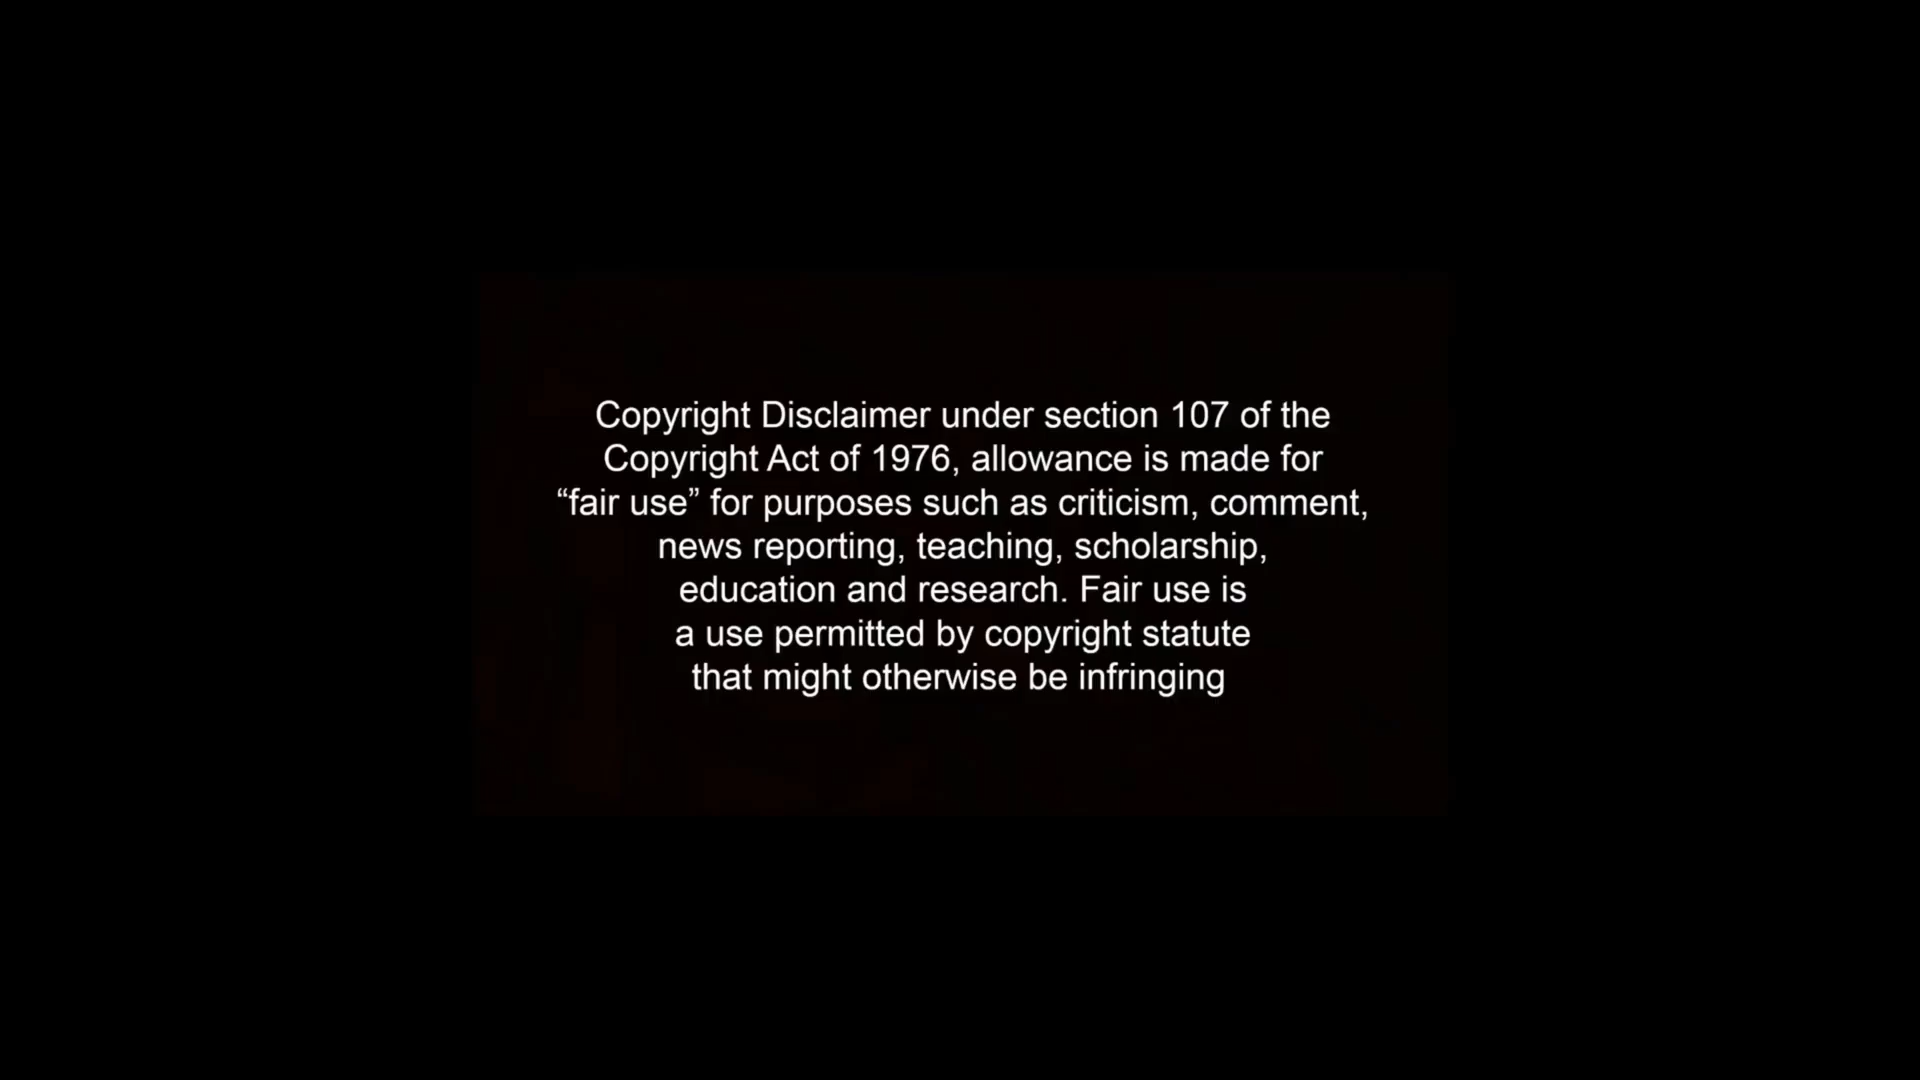 Copyright Disclaimer under section 107 of the
Copyright Act of 1976, allowance is made for
“fair use” for purposes such as criticism, comment,
news reporting, teaching, scholarship,
education and research. Fair use is
a use permitted by copyright statute
that might otherwise be infringing